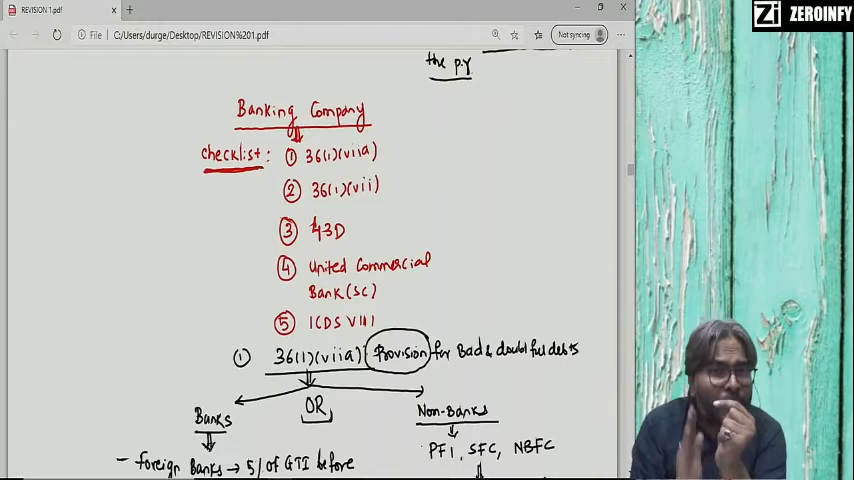 REVISION 1.pdf
File | C:/Users/durge/Desktop/REVISION%201.pdf
Not syncing
ZEROINFY
the p.y
Banking Company
checklist : ① 36(1)(viia)
② 36(1)(vii)
③ 43D
④ United Commercial
Bank (SC)
⑤ ICDS VIII
① 36(1)(viia) Provision for Bad & doubtful debts
Banks OR Non-Banks
PFI, SFC, NBFC
- foreign Banks → 5% of GTI before